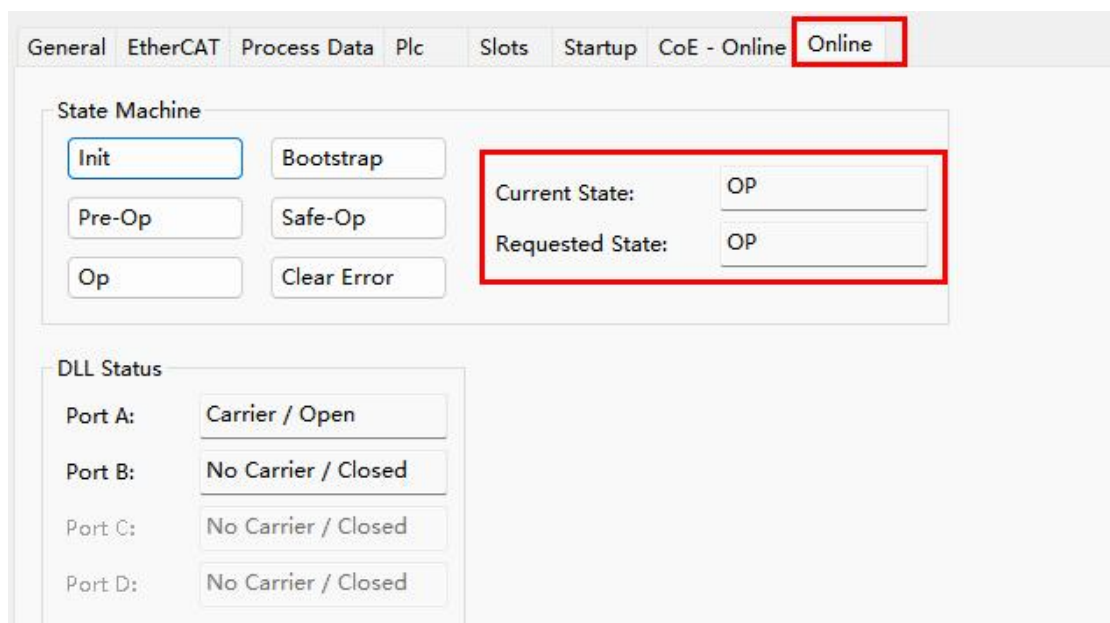 General EtherCAT Process Data Plc Slots Startup CoE - Online Online
State Machine
Init Bootstrap
Pre-Op Safe-Op
Op Clear Error
Current State: OP
Requested State: OP
DLL Status
Port A: Carrier / Open
Port B: No Carrier / Closed
Port C: No Carrier / Closed
Port D: No Carrier / Closed